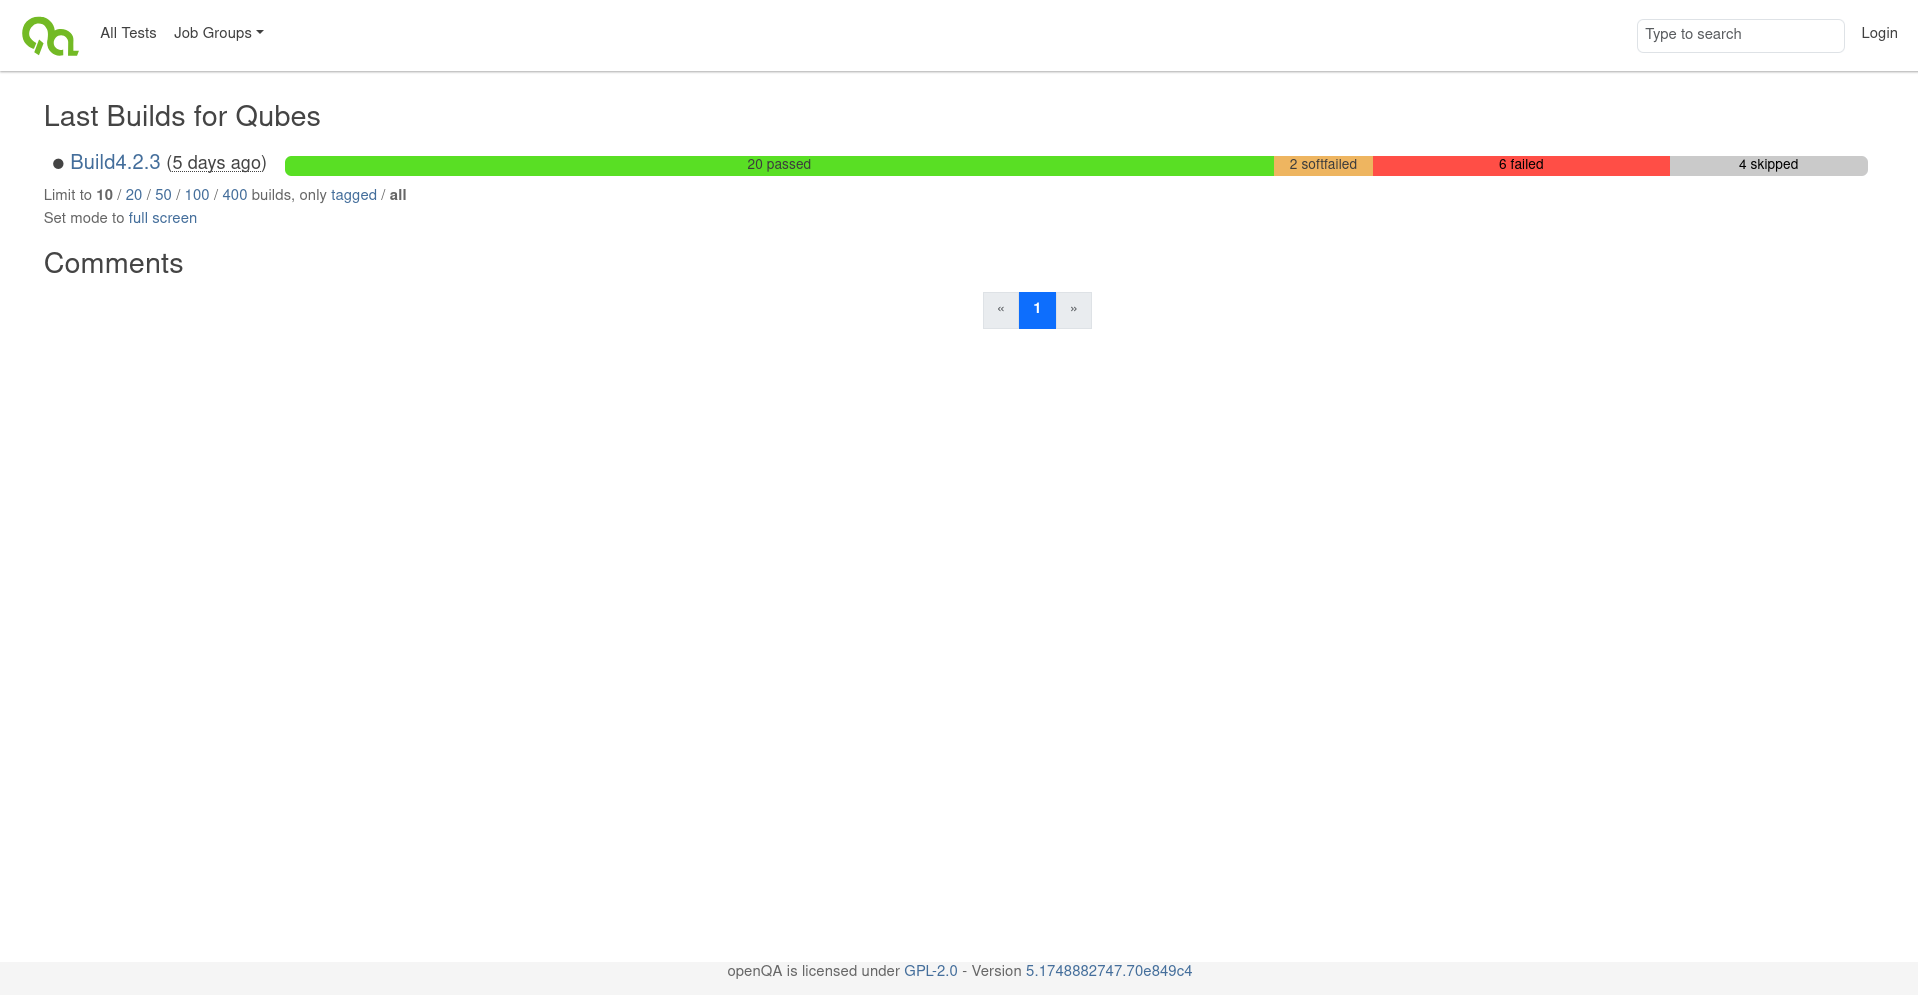 All Tests Job Groups Type to search Login
Last Builds for Qubes
Build4.2.3 (5 days ago) 20 passed 2 softfailed 6 failed 4 skipped
Limit to 10 / 20 / 50 / 100 / 400 builds, only tagged / all
Set mode to full screen
Comments
« 1 »
openQA is licensed under GPL-2.0 - Version 5.1748882747.70e849c4